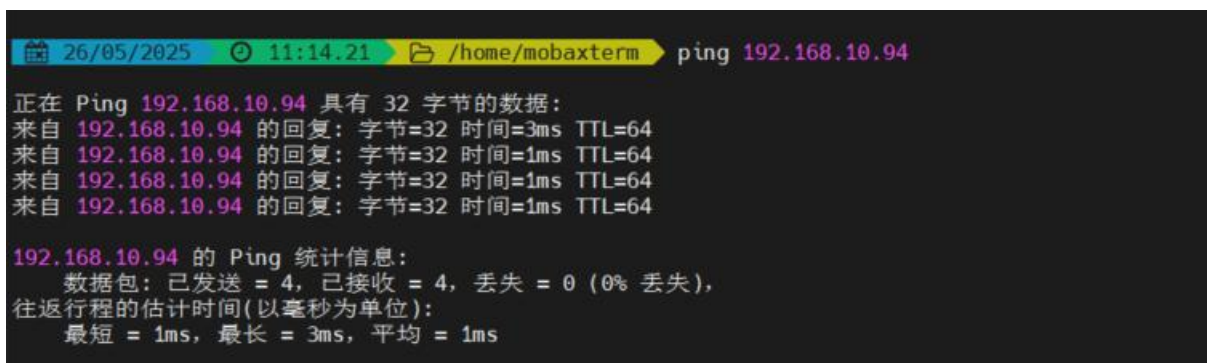 26/05/2025 11:14.21 /home/mobaxterm ping 192.168.10.94
正在 Ping 192.168.10.94 具有 32 字节的数据:
来自 192.168.10.94 的回复: 字节=32 时间=3ms TTL=64
来自 192.168.10.94 的回复: 字节=32 时间=1ms TTL=64
来自 192.168.10.94 的回复: 字节=32 时间=1ms TTL=64
来自 192.168.10.94 的回复: 字节=32 时间=1ms TTL=64
192.168.10.94 的 Ping 统计信息:
数据包: 已发送 = 4, 已接收 = 4, 丢失 = 0 (0% 丢失),
往返行程的估计时间(以毫秒为单位):
最短 = 1ms, 最长 = 3ms, 平均 = 1ms